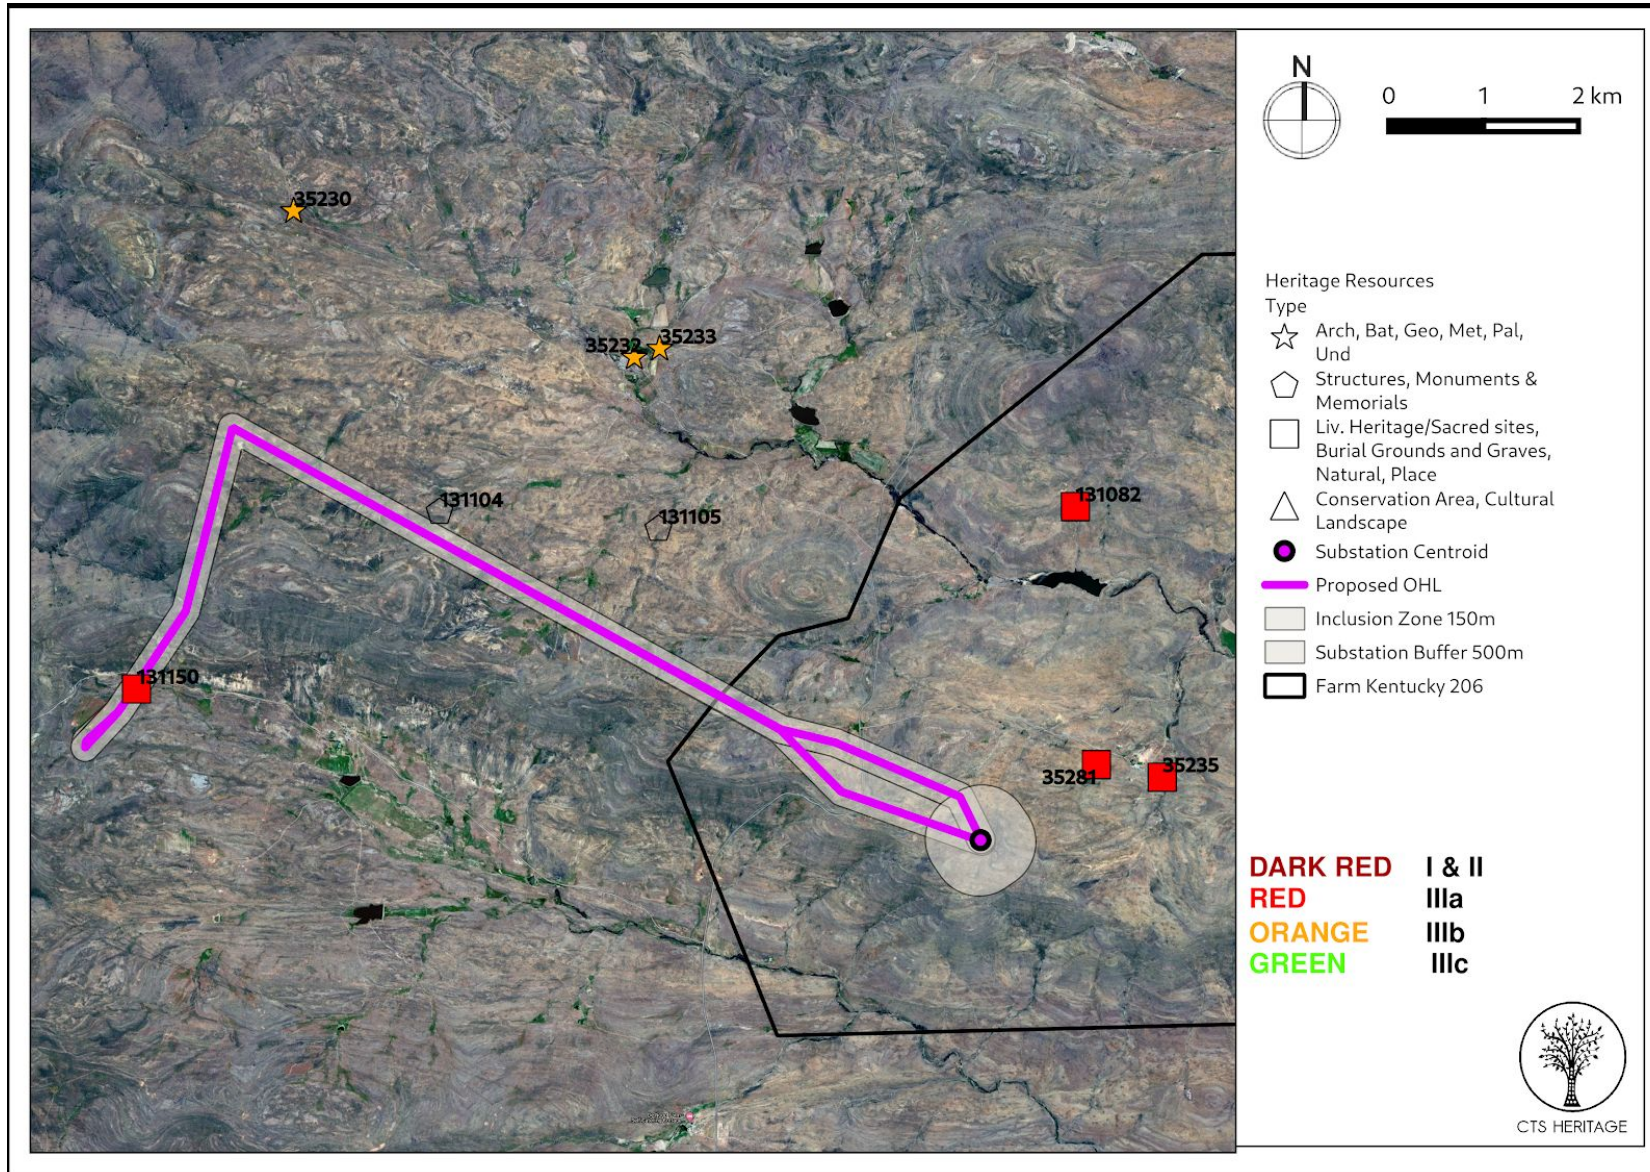 35230
35232
35233
131104
131105
131082
131150
35281
35235
N
0 1 2 km
Heritage Resources
Type
Arch, Bat, Geo, Met, Pal,
Und
Structures, Monuments &
Memorials
Liv. Heritage/Sacred sites,
Burial Grounds and Graves,
Natural, Place
Conservation Area, Cultural
Landscape
Substation Centroid
Proposed OHL
Inclusion Zone 150m
Substation Buffer 500m
Farm Kentucky 206
DARK RED I & II
RED IIIa
ORANGE IIIb
GREEN IIIc
CTS HERITAGE